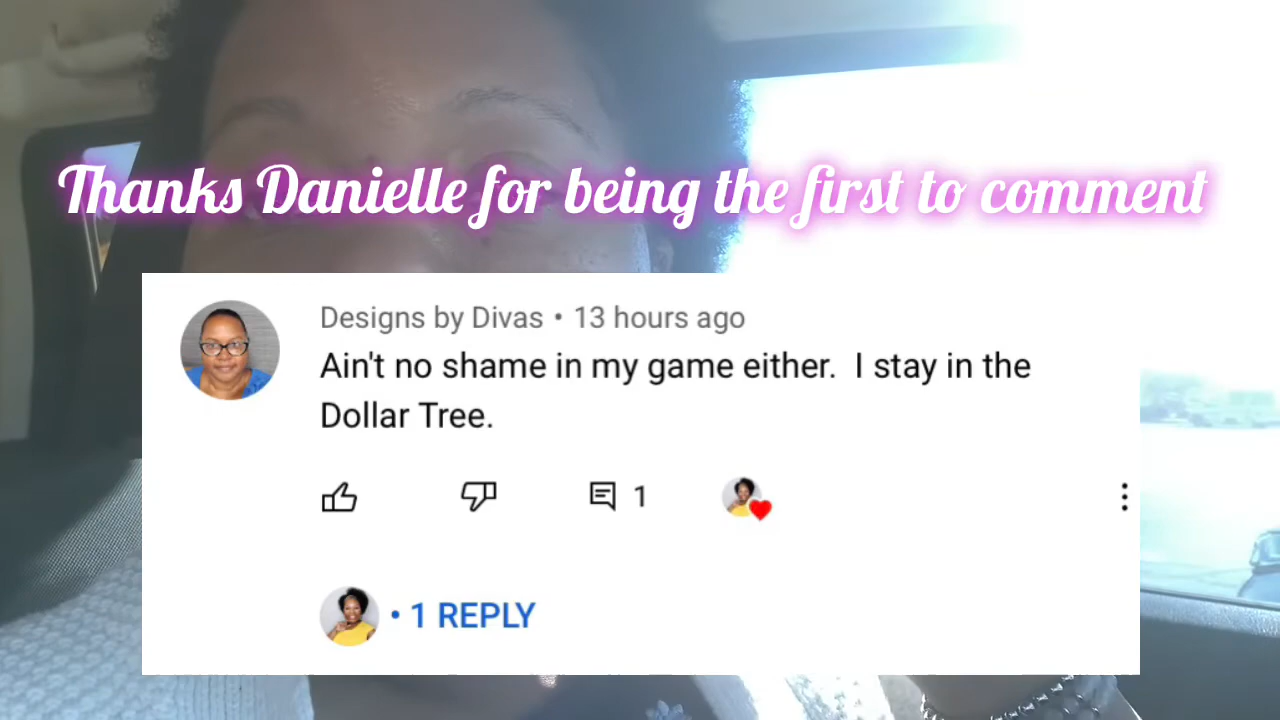 Thanks Danielle for being the first to comment
Designs by Divas • 13 hours ago
Ain't no shame in my game either.  I stay in the
Dollar Tree.
1
• 1 REPLY